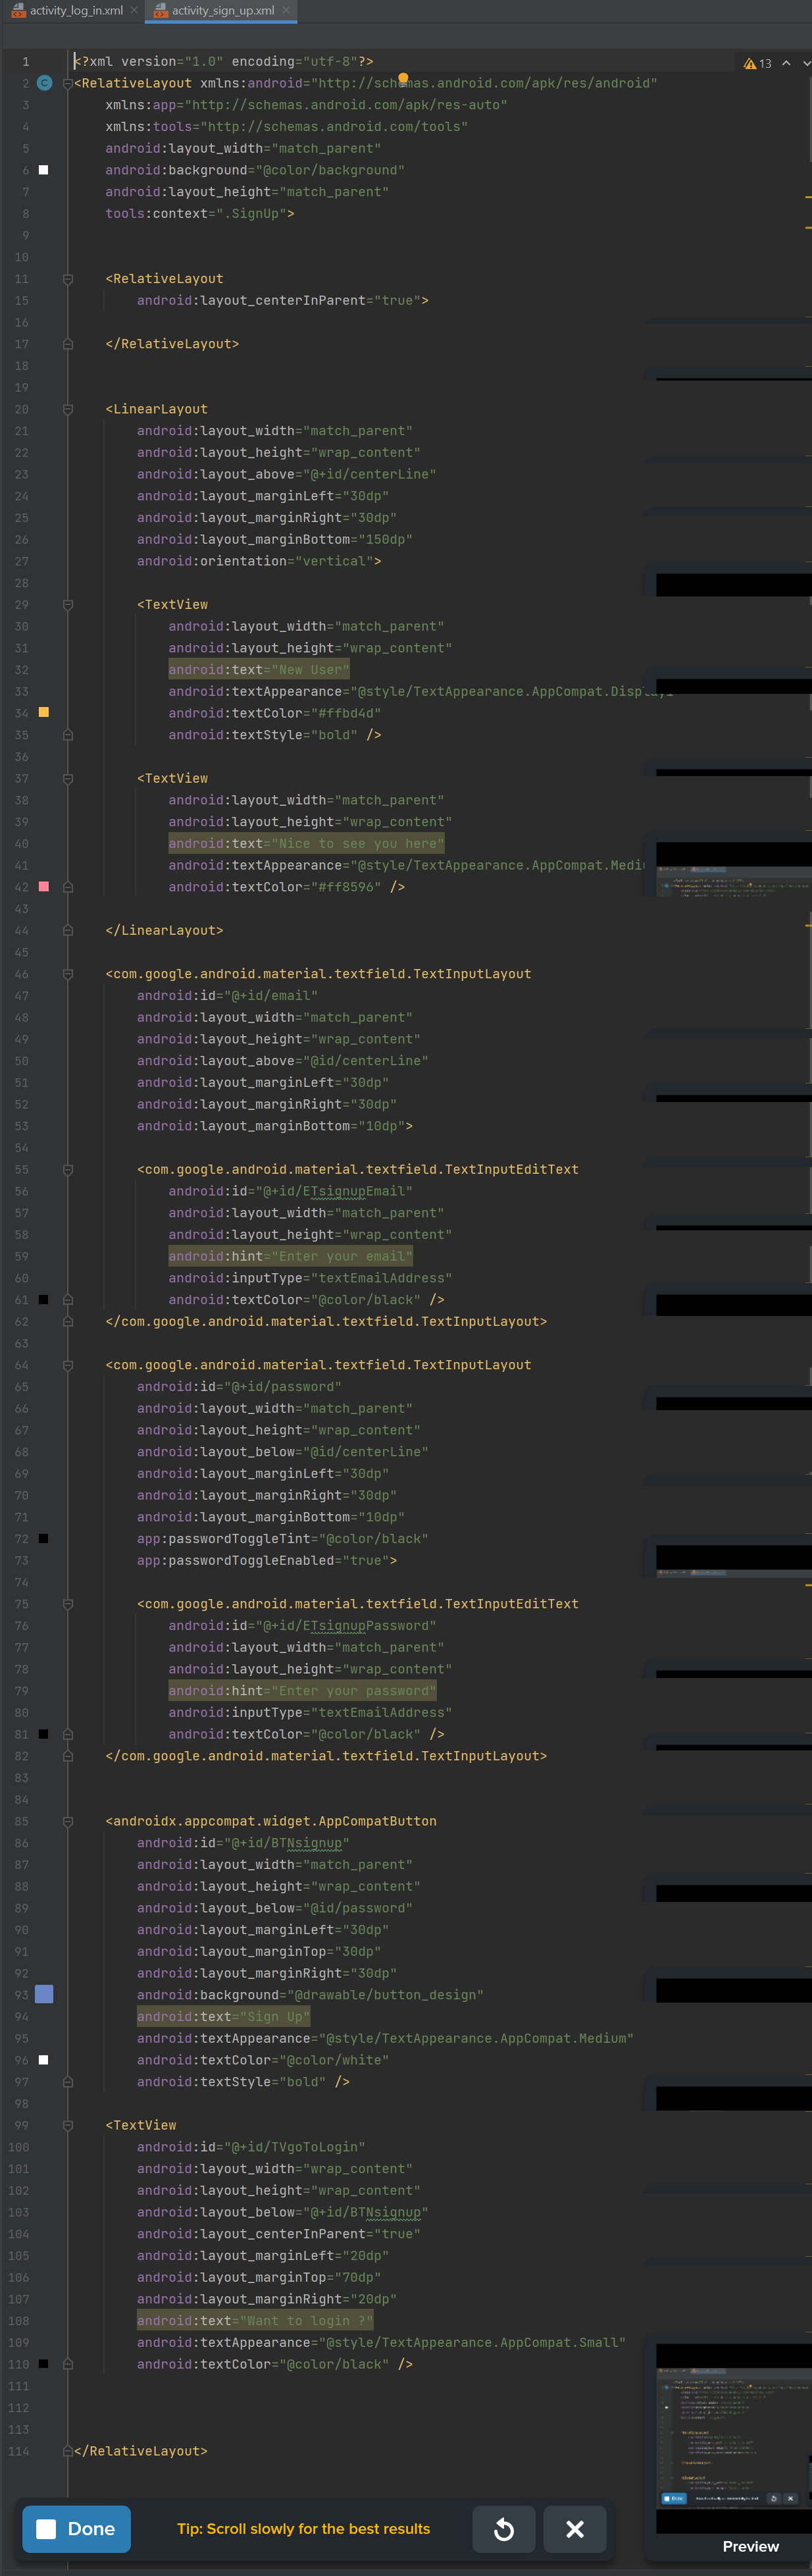 activity_log_in.xml
activity_sign_up.xml
13
1 <?xml version="1.0" encoding="utf-8"?>
2 <RelativeLayout xmlns:android="http://schemas.android.com/apk/res/android"
3 xmlns:app="http://schemas.android.com/apk/res-auto"
4 xmlns:tools="http://schemas.android.com/tools"
5 android:layout_width="match_parent"
6 android:background="@color/background"
7 android:layout_height="match_parent"
8 tools:context=".SignUp">
9
10
11 <RelativeLayout
15 android:layout_centerInParent="true">
16
17 </RelativeLayout>
18
19
20 <LinearLayout
21 android:layout_width="match_parent"
22 android:layout_height="wrap_content"
23 android:layout_above="@+id/centerLine"
24 android:layout_marginLeft="30dp"
25 android:layout_marginRight="30dp"
26 android:layout_marginBottom="150dp"
27 android:orientation="vertical">
28
29 <TextView
30 android:layout_width="match_parent"
31 android:layout_height="wrap_content"
32 android:text="New User"
33 android:textAppearance="@style/TextAppearance.AppCompat.Display1
34 android:textColor="#ffbd4d"
35 android:textStyle="bold" />
36
37 <TextView
38 android:layout_width="match_parent"
39 android:layout_height="wrap_content"
40 android:text="Nice to see you here"
41 android:textAppearance="@style/TextAppearance.AppCompat.Mediu
42 android:textColor="#ff8596" />
43
44 </LinearLayout>
45
46 <com.google.android.material.textfield.TextInputLayout
47 android:id="@+id/email"
48 android:layout_width="match_parent"
49 android:layout_height="wrap_content"
50 android:layout_above="@id/centerLine"
51 android:layout_marginLeft="30dp"
52 android:layout_marginRight="30dp"
53 android:layout_marginBottom="10dp">
54
55 <com.google.android.material.textfield.TextInputEditText
56 android:id="@+id/ETsignupEmail"
57 android:layout_width="match_parent"
58 android:layout_height="wrap_content"
59 android:hint="Enter your email"
60 android:inputType="textEmailAddress"
61 android:textColor="@color/black" />
62 </com.google.android.material.textfield.TextInputLayout>
63
64 <com.google.android.material.textfield.TextInputLayout
65 android:id="@+id/password"
66 android:layout_width="match_parent"
67 android:layout_height="wrap_content"
68 android:layout_below="@id/centerLine"
69 android:layout_marginLeft="30dp"
70 android:layout_marginRight="30dp"
71 android:layout_marginBottom="10dp"
72 app:passwordToggleTint="@color/black"
73 app:passwordToggleEnabled="true">
74
75 <com.google.android.material.textfield.TextInputEditText
76 android:id="@+id/ETsignupPassword"
77 android:layout_width="match_parent"
78 android:layout_height="wrap_content"
79 android:hint="Enter your password"
80 android:inputType="textEmailAddress"
81 android:textColor="@color/black" />
82 </com.google.android.material.textfield.TextInputLayout>
83
84
85 <androidx.appcompat.widget.AppCompatButton
86 android:id="@+id/BTNsignup"
87 android:layout_width="match_parent"
88 android:layout_height="wrap_content"
89 android:layout_below="@id/password"
90 android:layout_marginLeft="30dp"
91 android:layout_marginTop="30dp"
92 android:layout_marginRight="30dp"
93 android:background="@drawable/button_design"
94 android:text="Sign Up"
95 android:textAppearance="@style/TextAppearance.AppCompat.Medium"
96 android:textColor="@color/white"
97 android:textStyle="bold" />
98
99 <TextView
100 android:id="@+id/TVgoToLogin"
101 android:layout_width="wrap_content"
102 android:layout_height="wrap_content"
103 android:layout_below="@+id/BTNsignup"
104 android:layout_centerInParent="true"
105 android:layout_marginLeft="20dp"
106 android:layout_marginTop="70dp"
107 android:layout_marginRight="20dp"
108 android:text="Want to login ?"
109 android:textAppearance="@style/TextAppearance.AppCompat.Small"
110 android:textColor="@color/black" />
111
112
113
114 </RelativeLayout>
Done
Tip: Scroll slowly for the best results
Preview